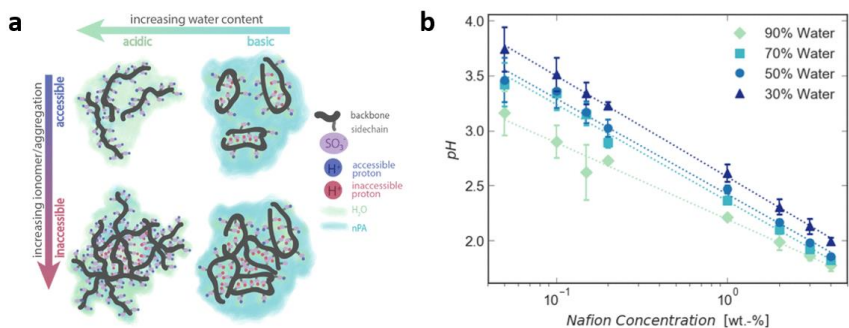 a
increasing water content
acidic
basic
increasing ionomer/aggregation
accessible
inaccessible
backbone
sidechain
SO₃⁻
H⁺
accessible
proton
H⁺
inaccessible
proton
H₂O
nPA
b
4.0
3.5
3.0
2.5
2.0
pH
90% Water
70% Water
50% Water
30% Water
10⁻¹
10⁰
Nafion Concentration [wt.-%]